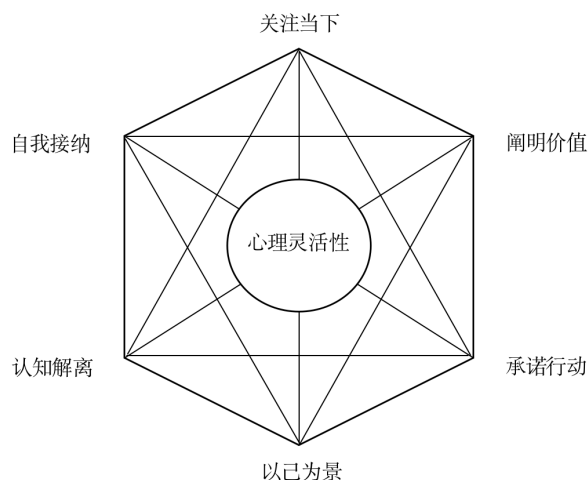 关注当下
自我接纳
阐明价值
心理灵活性
认知解离
承诺行动
以己为景